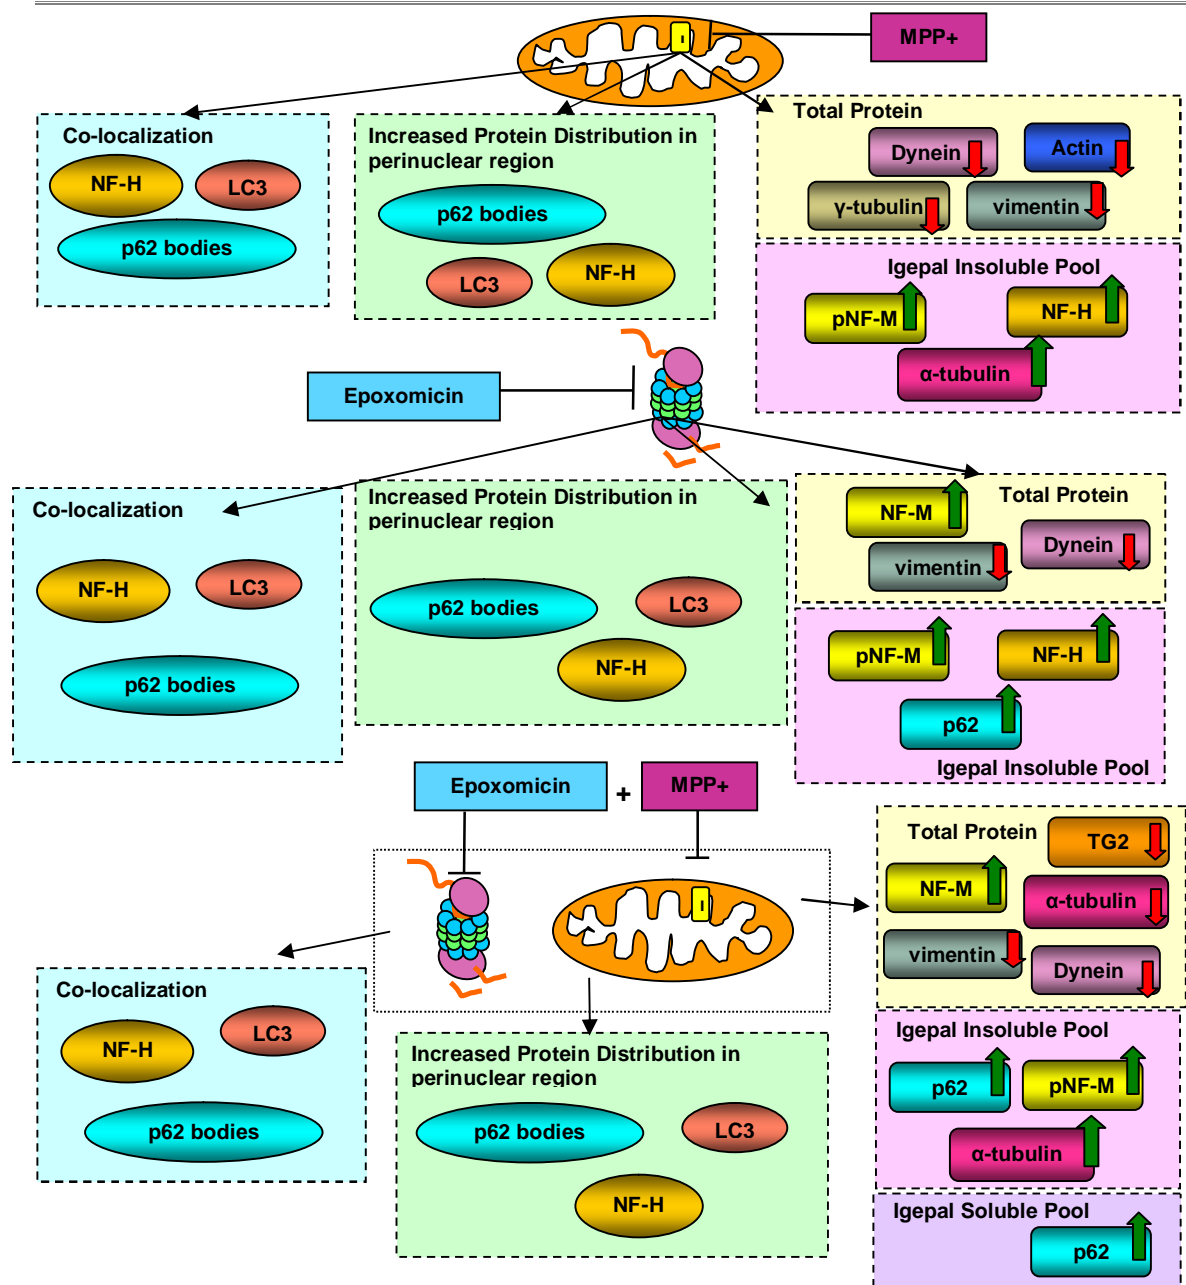 MPP+
I
Co-localization
NF-H
LC3
p62 bodies
Increased Protein Distribution in
perinuclear region
p62 bodies
LC3
NF-H
Total Protein
Dynein
Actin
γ-tubulin
vimentin
Igepal Insoluble Pool
pNF-M
NF-H
α-tubulin
Epoxomicin
Co-localization
NF-H
LC3
p62 bodies
Increased Protein Distribution in
perinuclear region
p62 bodies
LC3
NF-H
Total Protein
NF-M
Dynein
vimentin
pNF-M
NF-H
p62
Igepal Insoluble Pool
Epoxomicin
+
MPP+
I
Co-localization
LC3
NF-H
p62 bodies
Increased Protein Distribution in
perinuclear region
p62 bodies
LC3
NF-H
Total Protein
TG2
NF-M
α-tubulin
vimentin
Dynein
Igepal Insoluble Pool
p62
pNF-M
α-tubulin
Igepal Soluble Pool
p62